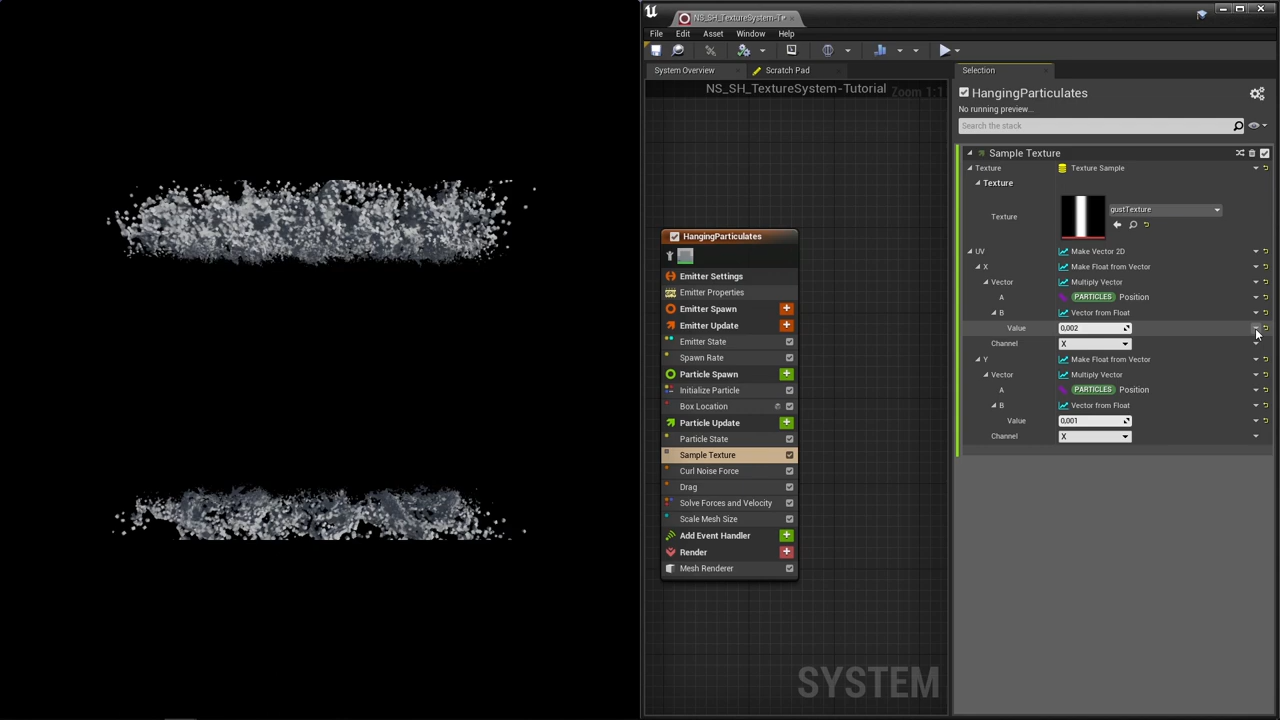 NS_SH_TextureSystem-T
File Edit Asset Window Help
System Overview
Scratch Pad
NS_SH_TextureSystem-Tutorial
Zoom 1:1
HangingParticulates
Emitter Settings
Emitter Properties
Emitter Spawn
Emitter Update
Emitter State
Spawn Rate
Particle Spawn
Initialize Particle
Box Location
Particle Update
Particle State
Sample Texture
Curl Noise Force
Drag
Solve Forces and Velocity
Scale Mesh Size
Add Event Handler
Render
Mesh Renderer
SYSTEM
Selection
HangingParticulates
No running preview...
Search the stack
Sample Texture
Texture Texture Sample
Texture
Texture gustTexture
UV Make Vector 2D
X Make Float from Vector
Vector Multiply Vector
A PARTICLES Position
B Vector from Float
Value 0,002
Channel X
Y Make Float from Vector
Vector Multiply Vector
A PARTICLES Position
B Vector from Float
Value 0,001
Channel X